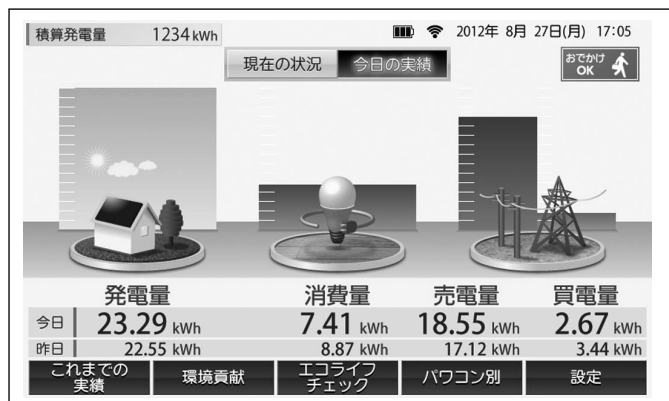 積算発電量 1234 kWh
2012年 8月 27日(月) 17:05
現在の状況 今日の実績
おでかけ
OK
発電量 消費量 売電量 買電量
今日 23.29 kWh 7.41 kWh 18.55 kWh 2.67 kWh
昨日 22.55 kWh 8.87 kWh 17.12 kWh 3.44 kWh
これまでの
実績
環境貢献
エコライフ
チェック
パワコン別
設定